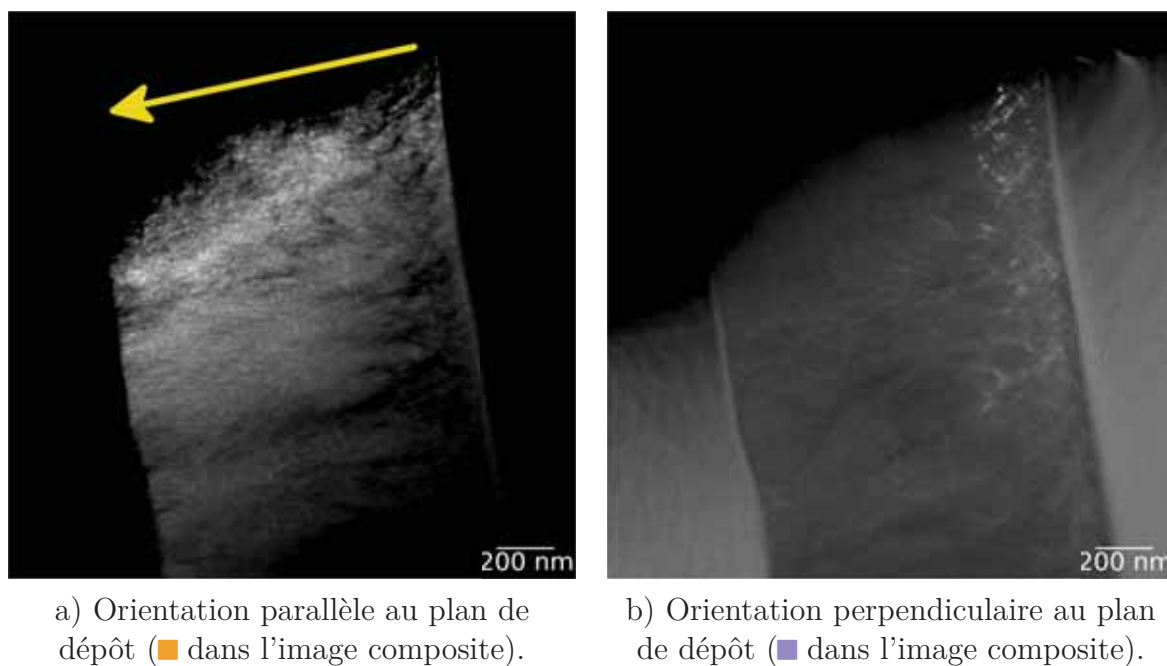 200 nm
200 nm
a) Orientation parallèle au plan de
dépôt (■ dans l'image composite).
b) Orientation perpendiculaire au plan
de dépôt (■ dans l'image composite).